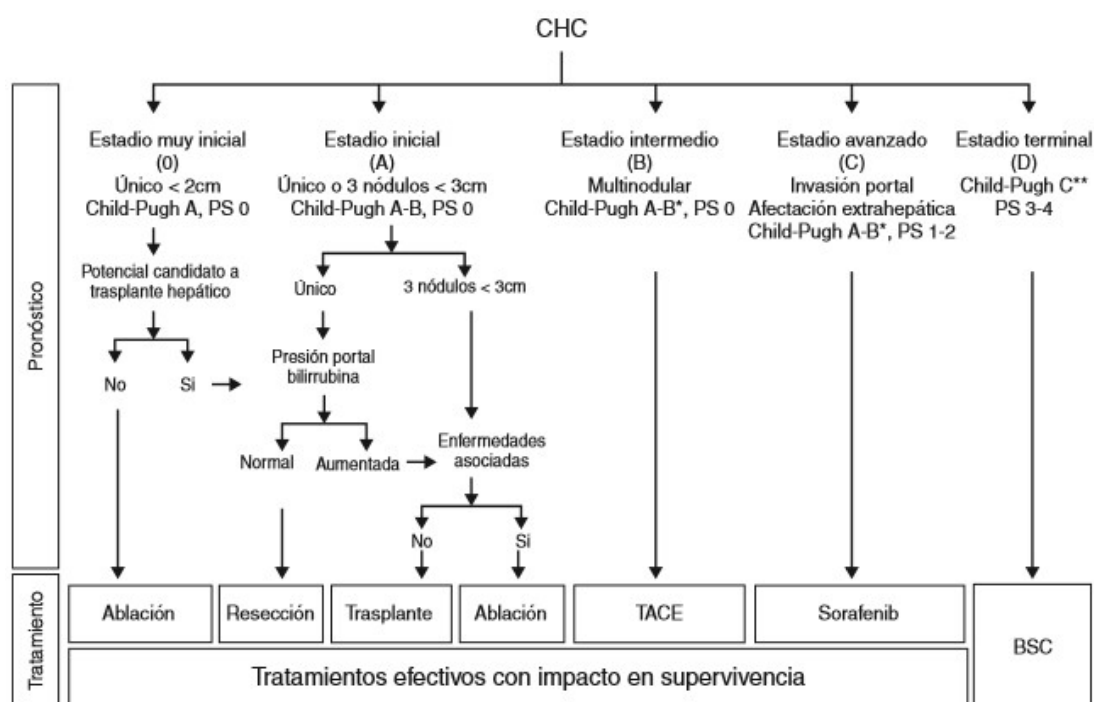 CHC
Pronóstico
Estadio muy inicial
(0)
Único < 2cm
Child-Pugh A, PS 0
Estadio inicial
(A)
Único o 3 nódulos < 3cm
Child-Pugh A-B, PS 0
Estadio intermedio
(B)
Multinodular
Child-Pugh A-B*, PS 0
Estadio avanzado
(C)
Invasión portal
Afectación extrahepática
Child-Pugh A-B*, PS 1-2
Estadio terminal
(D)
Child-Pugh C**
PS 3-4
Potencial candidato a
trasplante hepático
Único
3 nódulos < 3cm
No
Si
Presión portal
bilirrubina
Normal
Aumentada
Enfermedades
asociadas
No
Si
Tratamiento
Ablación
Resección
Trasplante
Ablación
TACE
Sorafenib
BSC
Tratamientos efectivos con impacto en supervivencia